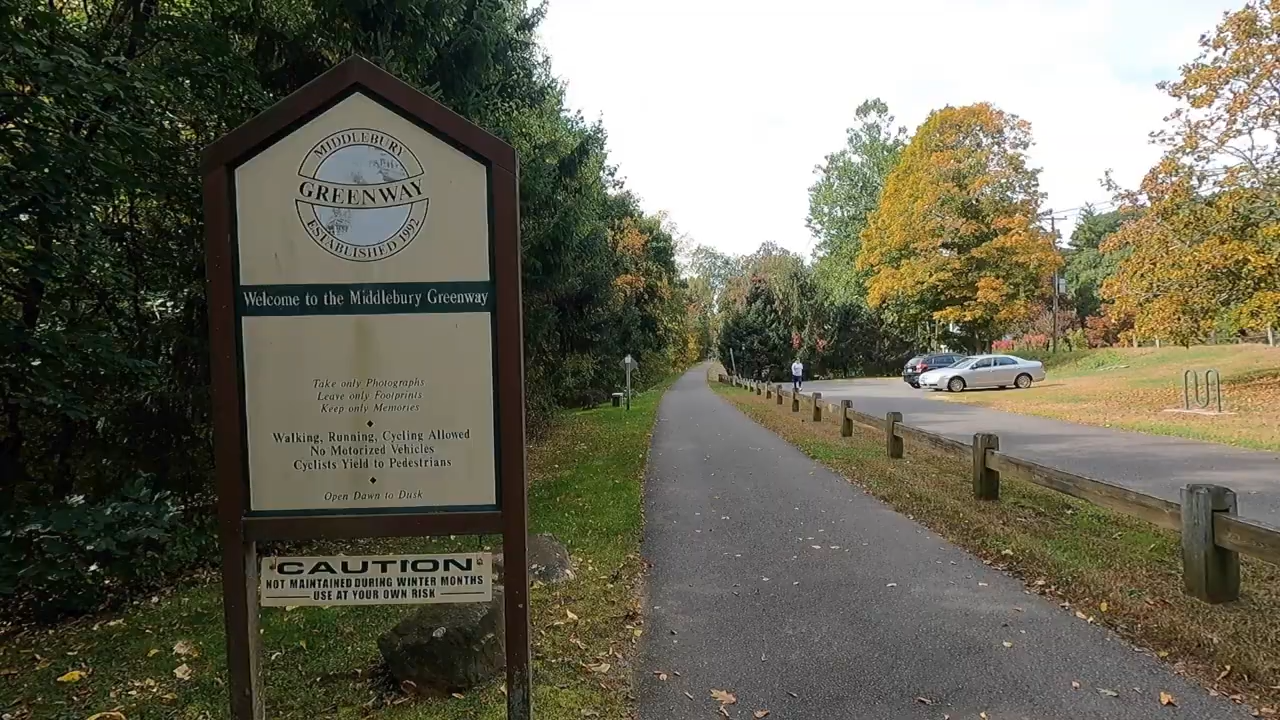 MIDDLEBURY
GREENWAY
ESTABLISHED 1992
Welcome to the Middlebury Greenway
Take only Photographs
Leave only Footprints
Keep only Memories
Walking, Running, Cycling Allowed
No Motorized Vehicles
Cyclists Yield to Pedestrians
Open Dawn to Dusk
CAUTION
NOT MAINTAINED DURING WINTER MONTHS
USE AT YOUR OWN RISK